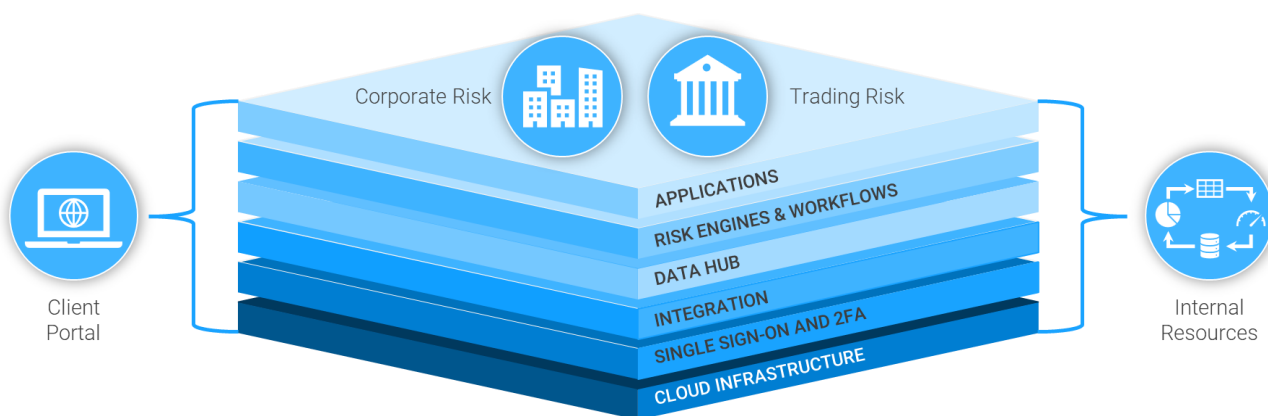 Corporate Risk
Trading Risk
APPLICATIONS
RISK ENGINES & WORKFLOWS
DATA HUB
INTEGRATION
SINGLE SIGN-ON AND 2FA
CLOUD INFRASTRUCTURE
Client
Portal
Internal
Resources